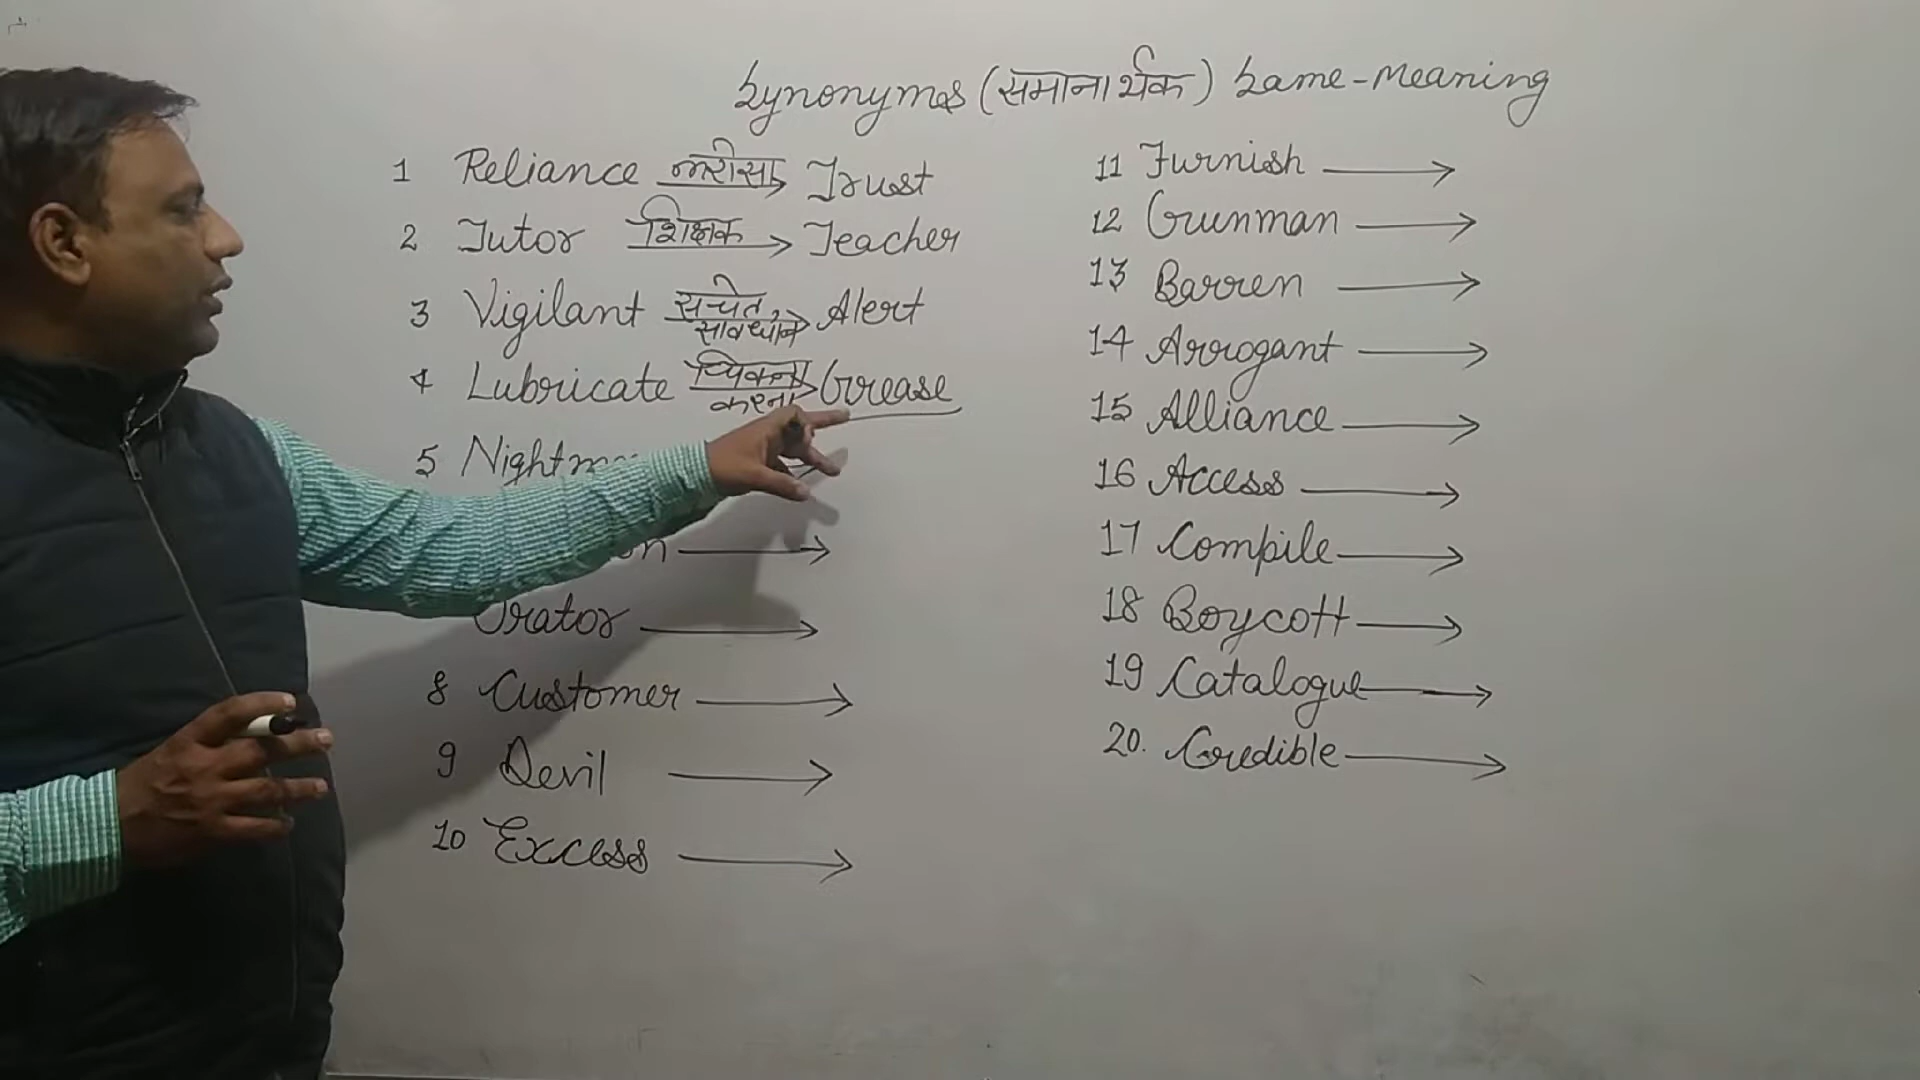 Synonyms (समानार्थक) Same-Meaning
1 Reliance भरोसा Trust
2 Tutor शिक्षक Teacher
3 Vigilant सचेत, सावधान Alert
4 Lubricate चिकना करना Grease
5
8 Customer
9 Devil
10 Excess
11 Furnish
12 Gunman
13 Barren
14 Arrogant
15 Alliance
16 Access
17 Compile
18 Boycott
19 Catalogue
20. Credible